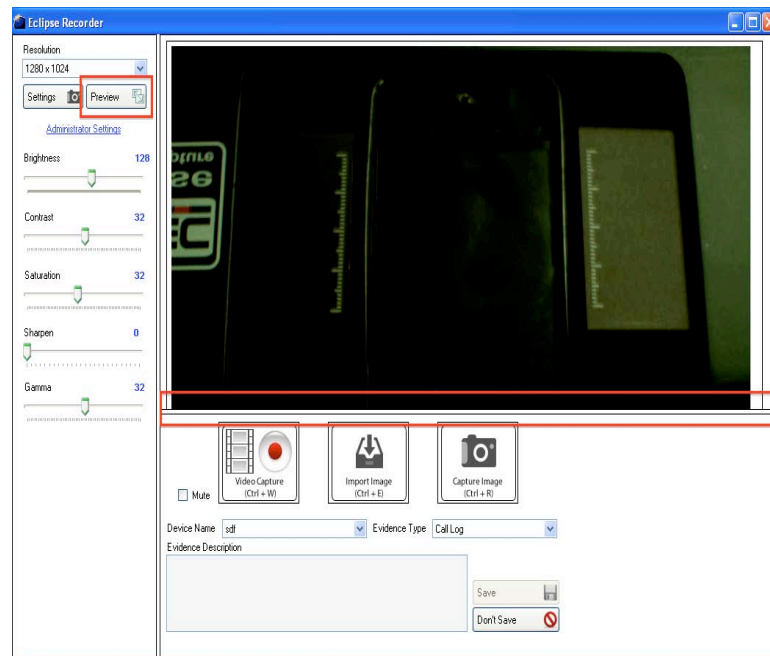 Eclipse Recorder
Resolution
1280 x 1024
Settings
Preview
Administrator Settings
Brightness 128
Contrast 32
Saturation 32
Sharpen 0
Gamma 32
pture
se
Mute
Video Capture
(Ctrl + W)
Import Image
(Ctrl + E)
Capture Image
(Ctrl + R)
Device Name sdf Evidence Type Call Log
Evidence Description
Save
Don't Save